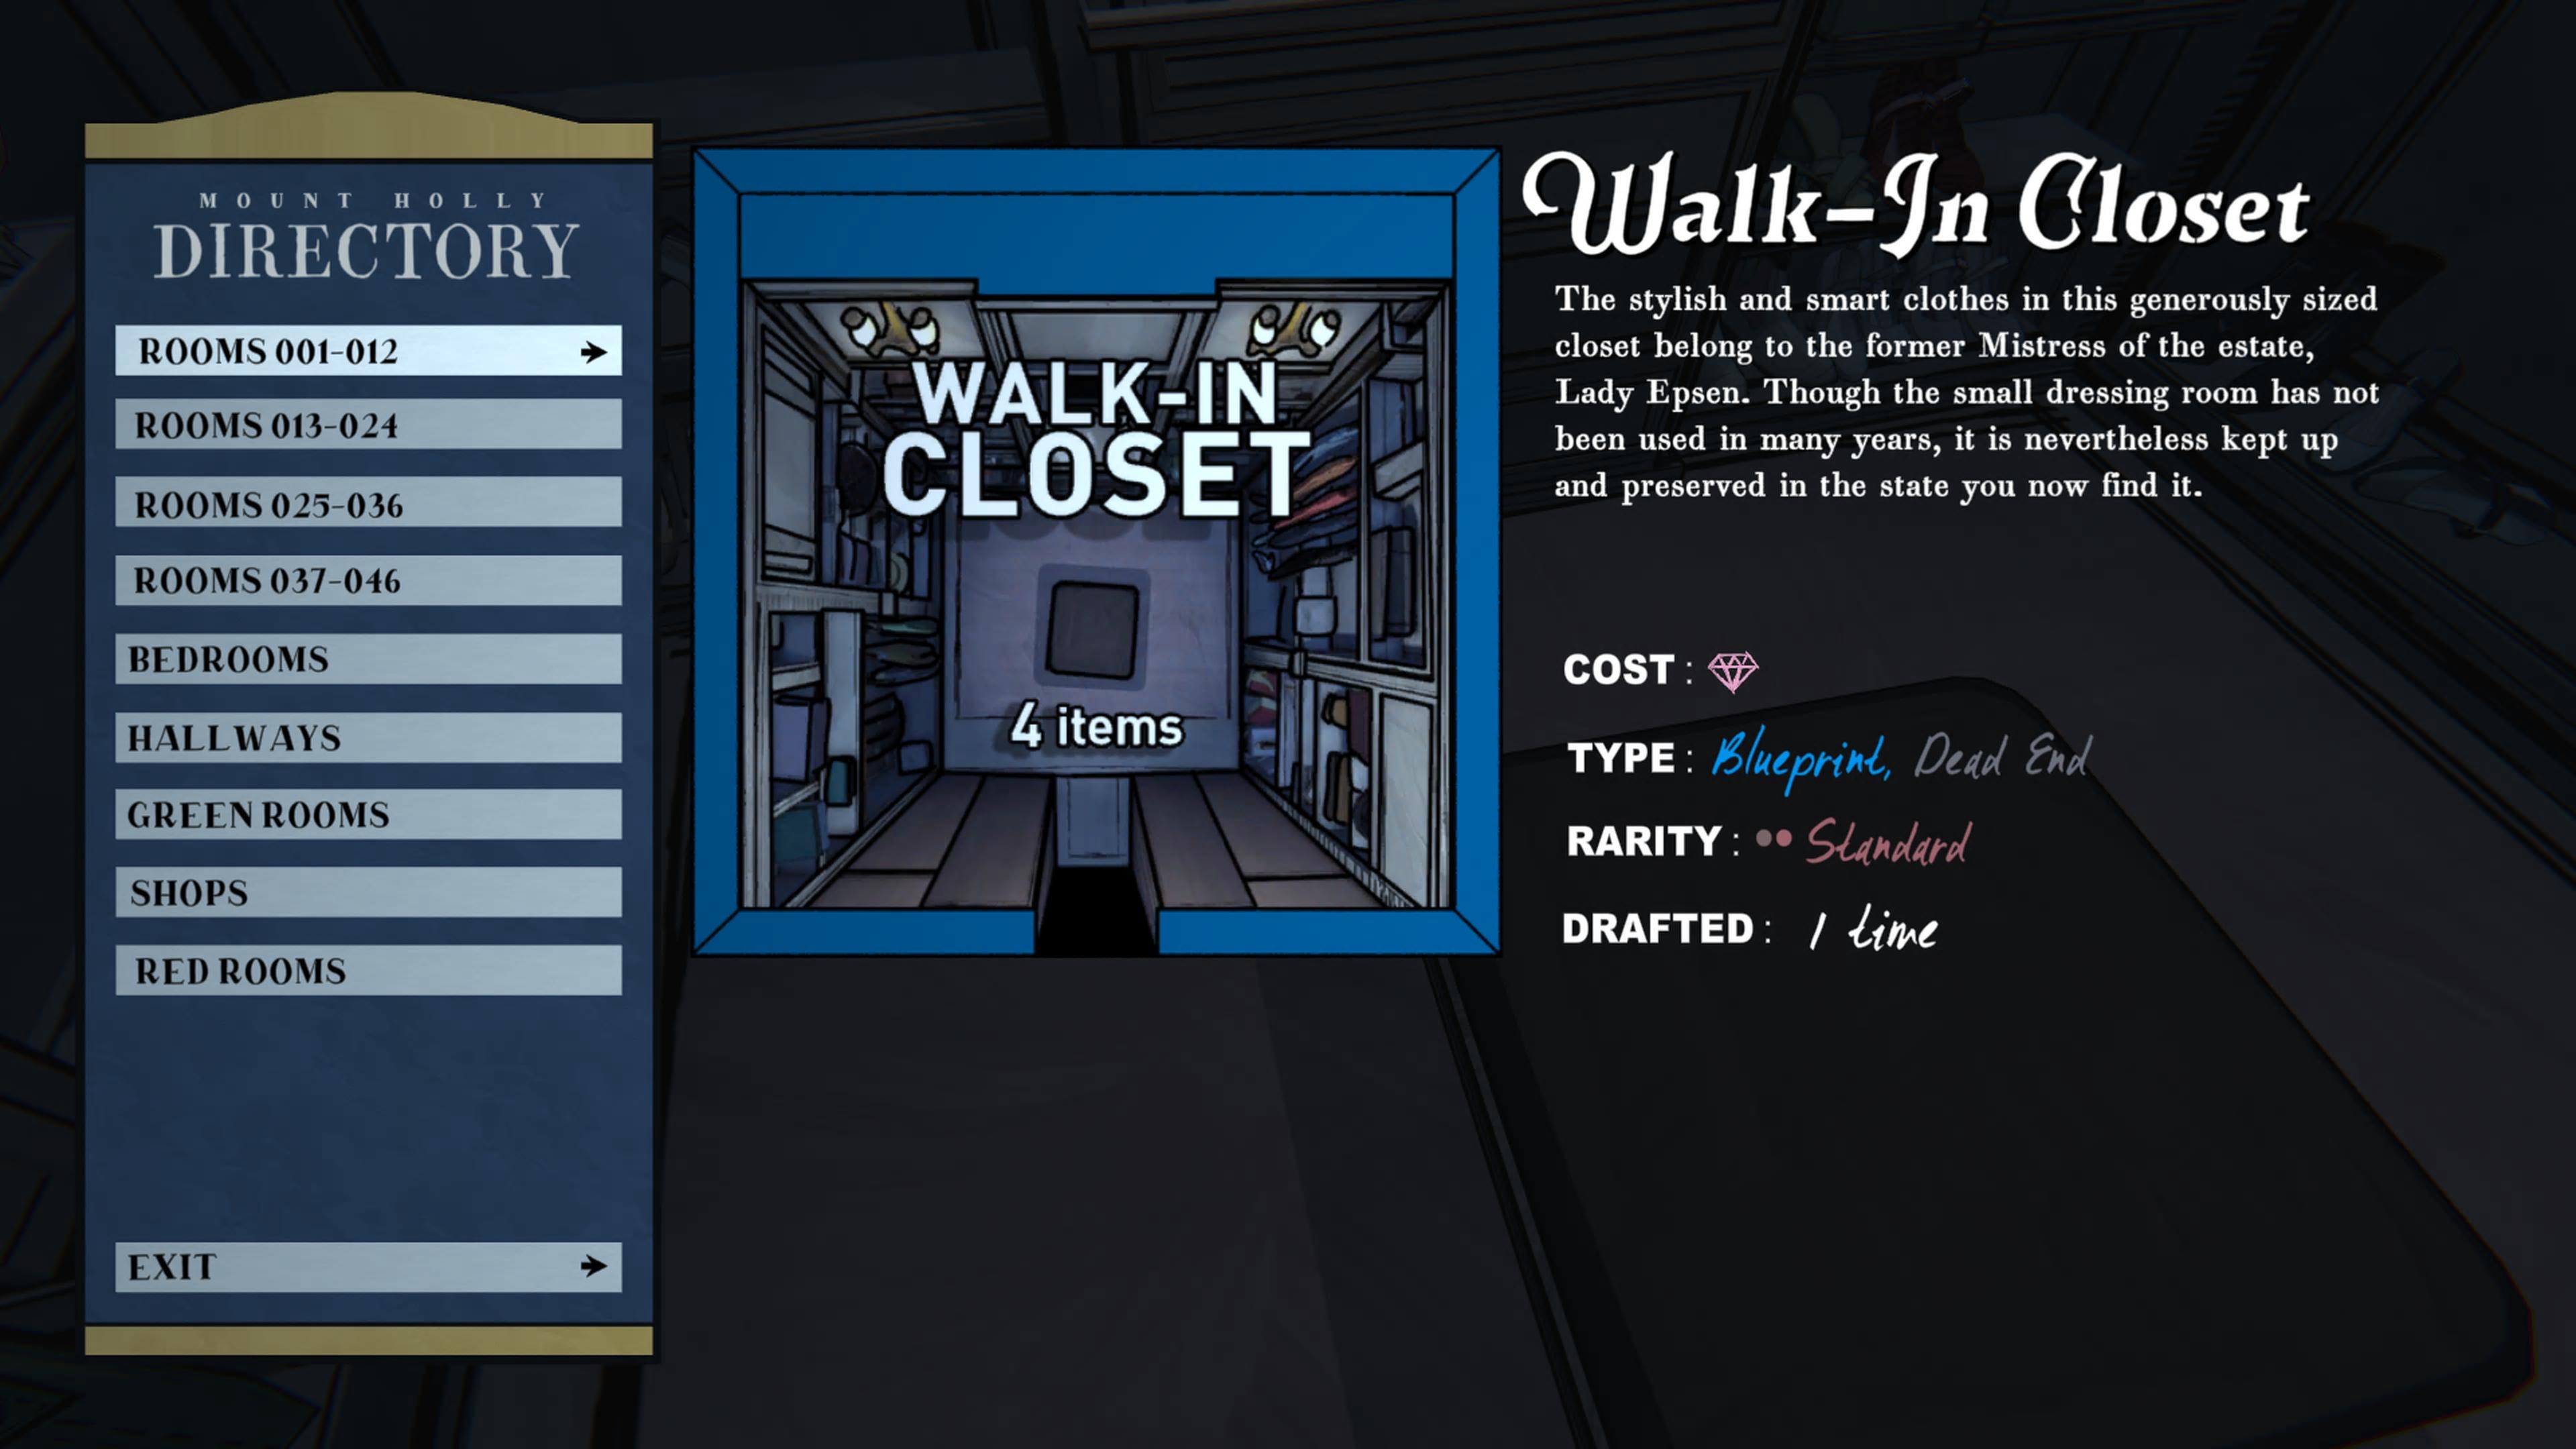 MOUNT HOLLY
DIRECTORY
ROOMS 001-012
ROOMS 013-024
ROOMS 025-036
ROOMS 037-046
BEDROOMS
HALLWAYS
GREEN ROOMS
SHOPS
RED ROOMS
EXIT
WALK-IN
CLOSET
4 items
Walk-In Closet
The stylish and smart clothes in this generously sized
closet belong to the former Mistress of the estate,
Lady Epsen. Though the small dressing room has not
been used in many years, it is nevertheless kept up
and preserved in the state you now find it.
COST :
TYPE : Blueprint, Dead End
RARITY : Standard
DRAFTED : 1 time